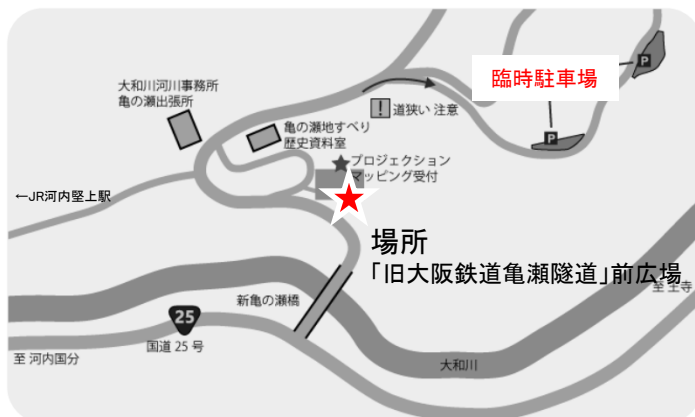 大和川河川事務所
亀の瀬出張所
臨時駐車場
P
P
! 道狭い 注意
亀の瀬地すべり
歴史資料室
プロジェクション
マッピング受付
←JR河内堅上駅
場所
「旧大阪鉄道亀瀬隧道」前広場
至 王寺
新亀の瀬橋
25
国道 25 号
至 河内国分
大和川